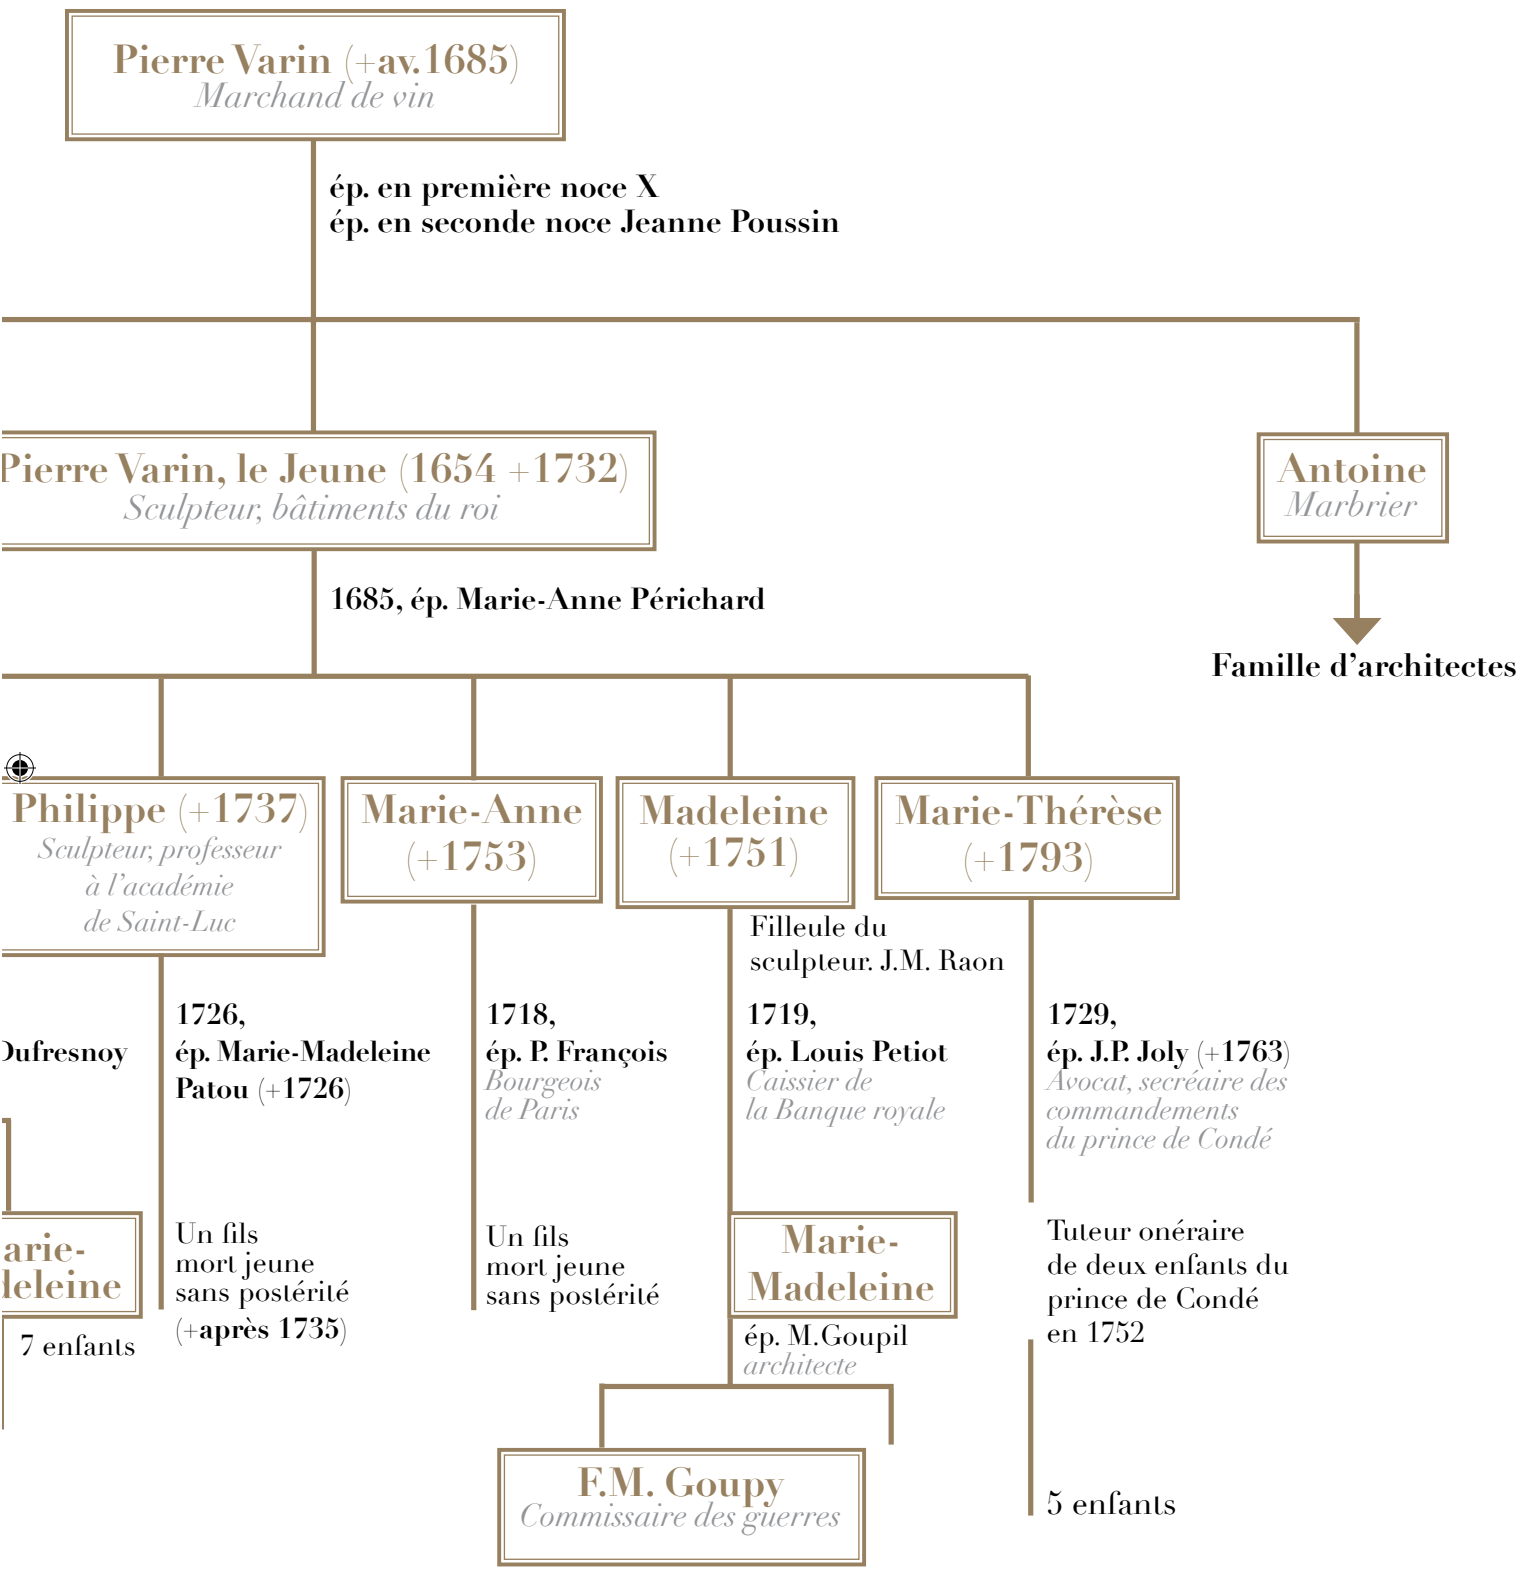 Pierre Varin (+av.1685)
Marchand de vin
ép. en première noce X
ép. en seconde noce Jeanne Poussin
Pierre Varin, le Jeune (1654 +1732)
Sculpteur, bâtiments du roi
Antoine
Marbrier
1685, ép. Marie-Anne Périchard
Famille d’architectes
Philippe (+1737)
Sculpteur, professeur
à l’académie
de Saint-Luc
Marie-Anne
(+1753)
Madeleine
(+1751)
Marie-Thérèse
(+1793)
Filleule du
sculpteur. J.M. Raon
Dufresnoy
1726,
ép. Marie-Madeleine
Patou (+1726)
1718,
ép. P. François
Bourgeois
de Paris
1719,
ép. Louis Petiot
Caissier de
la Banque royale
1729,
ép. J.P. Joly (+1763)
Avocat, secréaire des
commandements
du prince de Condé
arie-
deleine
7 enfants
Un fils
mort jeune
sans postérité
(+après 1735)
Un fils
mort jeune
sans postérité
Marie-
Madeleine
ép. M.Goupil
architecte
Tuteur onéraire
de deux enfants du
prince de Condé
en 1752
F.M. Goupy
Commissaire des guerres
5 enfants